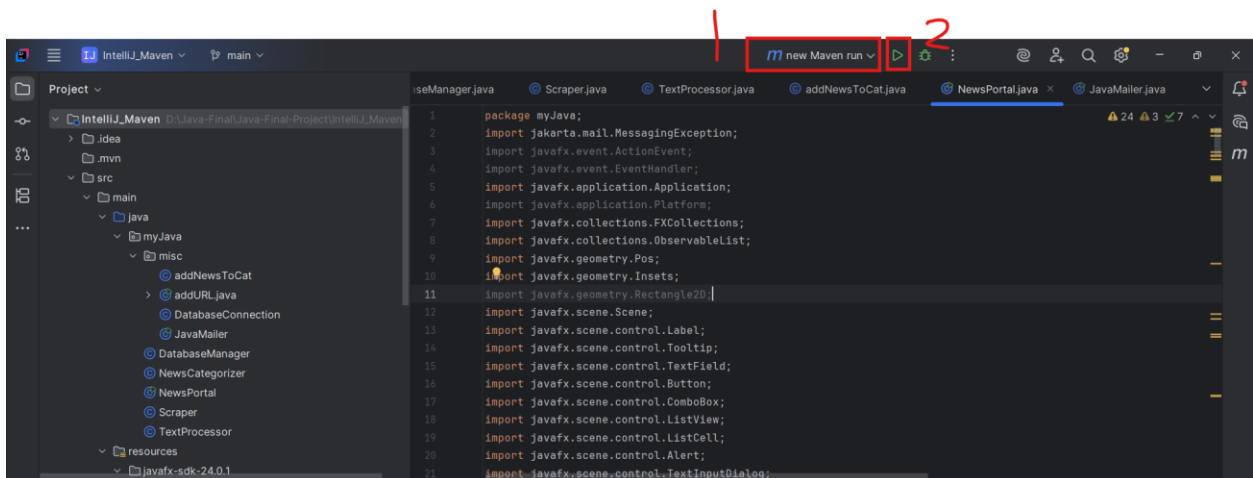 1
2
IJ IntelliJ_Maven
main
m new Maven run
Project
IntelliJ_Maven D:\Java-Final\Java-Final-Project\IntelliJ_Maven
.idea
.mvn
src
main
java
myJava
misc
addNewsToCat
addURL.java
DatabaseConnection
JavaMailer
DatabaseManager
NewsCategorizer
NewsPortal
Scraper
TextProcessor
resources
javafx-sdk-24.0.1
seManager.java
Scraper.java
TextProcessor.java
addNewsToCat.java
NewsPortal.java
JavaMailer.java
24 3 7
m
1 package myJava;
2 import jakarta.mail.MessagingException;
3 import javafx.event.ActionEvent;
4 import javafx.event.EventHandler;
5 import javafx.application.Application;
6 import javafx.application.Platform;
7 import javafx.collections.FXCollections;
8 import javafx.collections.ObservableList;
9 import javafx.geometry.Pos;
10 import javafx.geometry.Insets;
11 import javafx.geometry.Rectangle2D;
12 import javafx.scene.Scene;
13 import javafx.scene.control.Label;
14 import javafx.scene.control.Tooltip;
15 import javafx.scene.control.TextField;
16 import javafx.scene.control.Button;
17 import javafx.scene.control.ComboBox;
18 import javafx.scene.control.ListView;
19 import javafx.scene.control.ListCell;
20 import javafx.scene.control.Alert;
21 import javafx.scene.control.TextInputDialog;